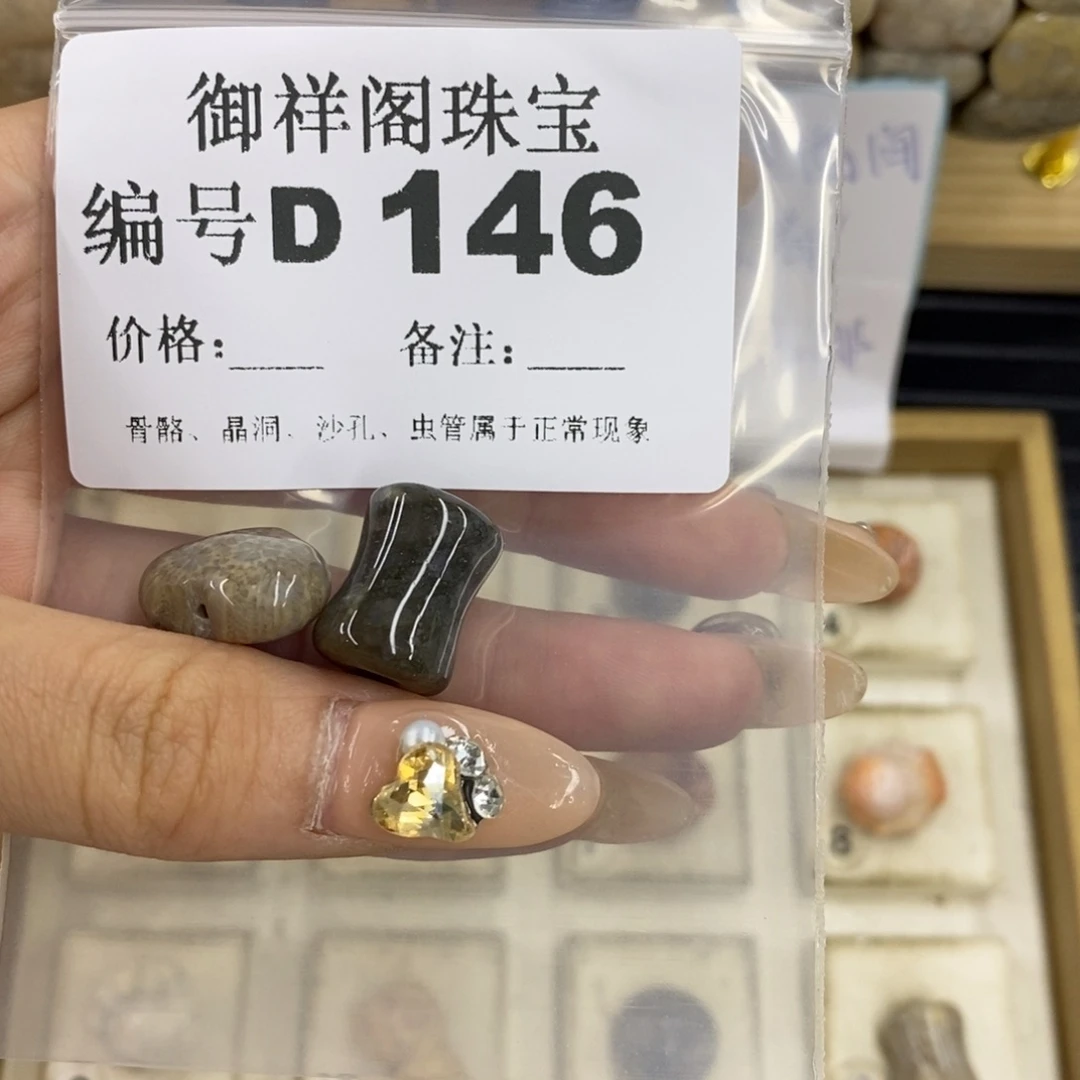 御祥阁珠宝
编号D 146
价格:____ 备注:____
骨骼、晶洞、沙孔、虫管属于正常现象